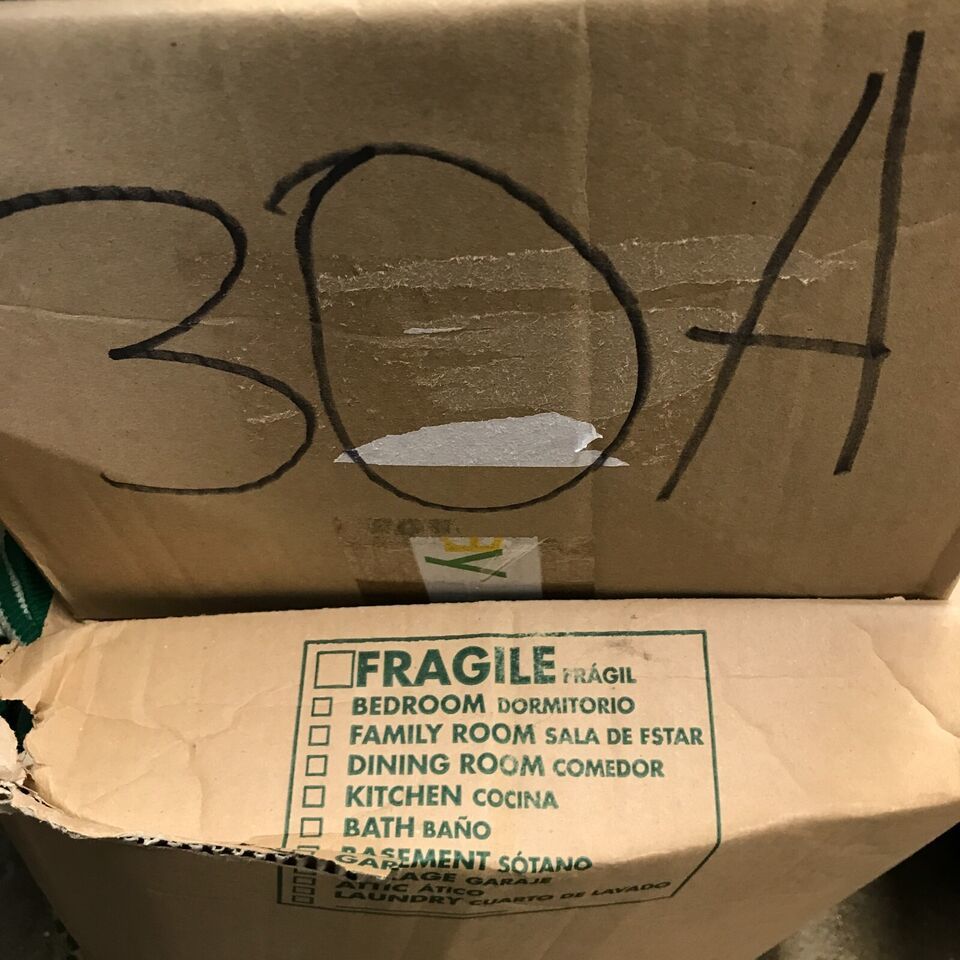 30A
FRAGILE FRÁGIL
BEDROOM DORMITORIO
FAMILY ROOM SALA DE ESTAR
DINING ROOM COMEDOR
KITCHEN COCINA
BATH BAÑO
BASEMENT SÓTANO
GARAGE GARAJE
ATTIC ÁTICO
LAUNDRY CUARTO DE LAVADO